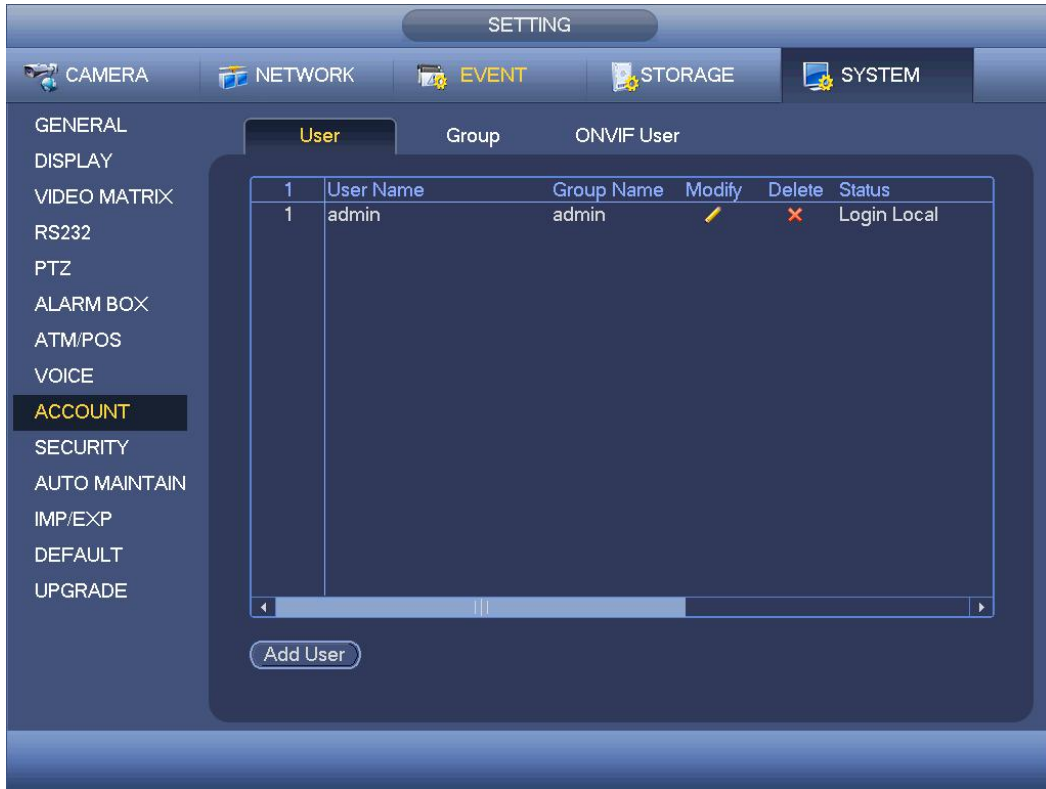 SETTING
CAMERA NETWORK EVENT STORAGE SYSTEM
GENERAL
DISPLAY
VIDEO MATRIX
RS232
PTZ
ALARM BOX
ATM/POS
VOICE
ACCOUNT
SECURITY
AUTO MAINTAIN
IMP/EXP
DEFAULT
UPGRADE
User Group ONVIF User
1 User Name Group Name Modify Delete Status
1 admin admin Login Local
Add User